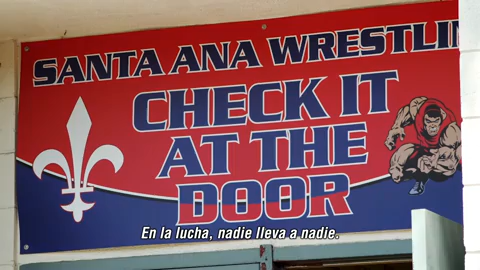 SANTA ANA WRESTLIN
CHECK IT
AT THE
DOOR
En la lucha, nadie lleva a nadie.